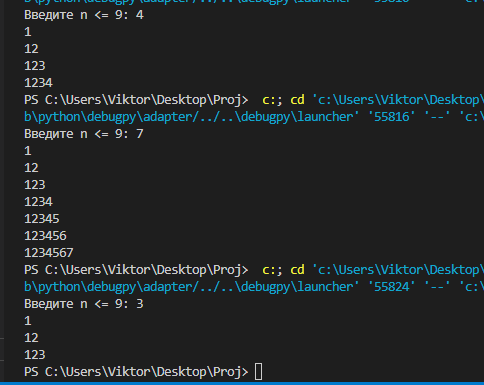 b\python\debugpy\adapter/../..\debugpy\launcher' '55810' '--' 'c:\
Введите n <= 9: 4
1
12
123
1234
PS C:\Users\Viktor\Desktop\Proj>  c:; cd 'c:\Users\Viktor\Desktop\
b\python\debugpy\adapter/../..\debugpy\launcher' '55816' '--' 'c:\
Введите n <= 9: 7
1
12
123
1234
12345
123456
1234567
PS C:\Users\Viktor\Desktop\Proj>  c:; cd 'c:\Users\Viktor\Desktop\
b\python\debugpy\adapter/../..\debugpy\launcher' '55824' '--' 'c:\
Введите n <= 9: 3
1
12
123
PS C:\Users\Viktor\Desktop\Proj>